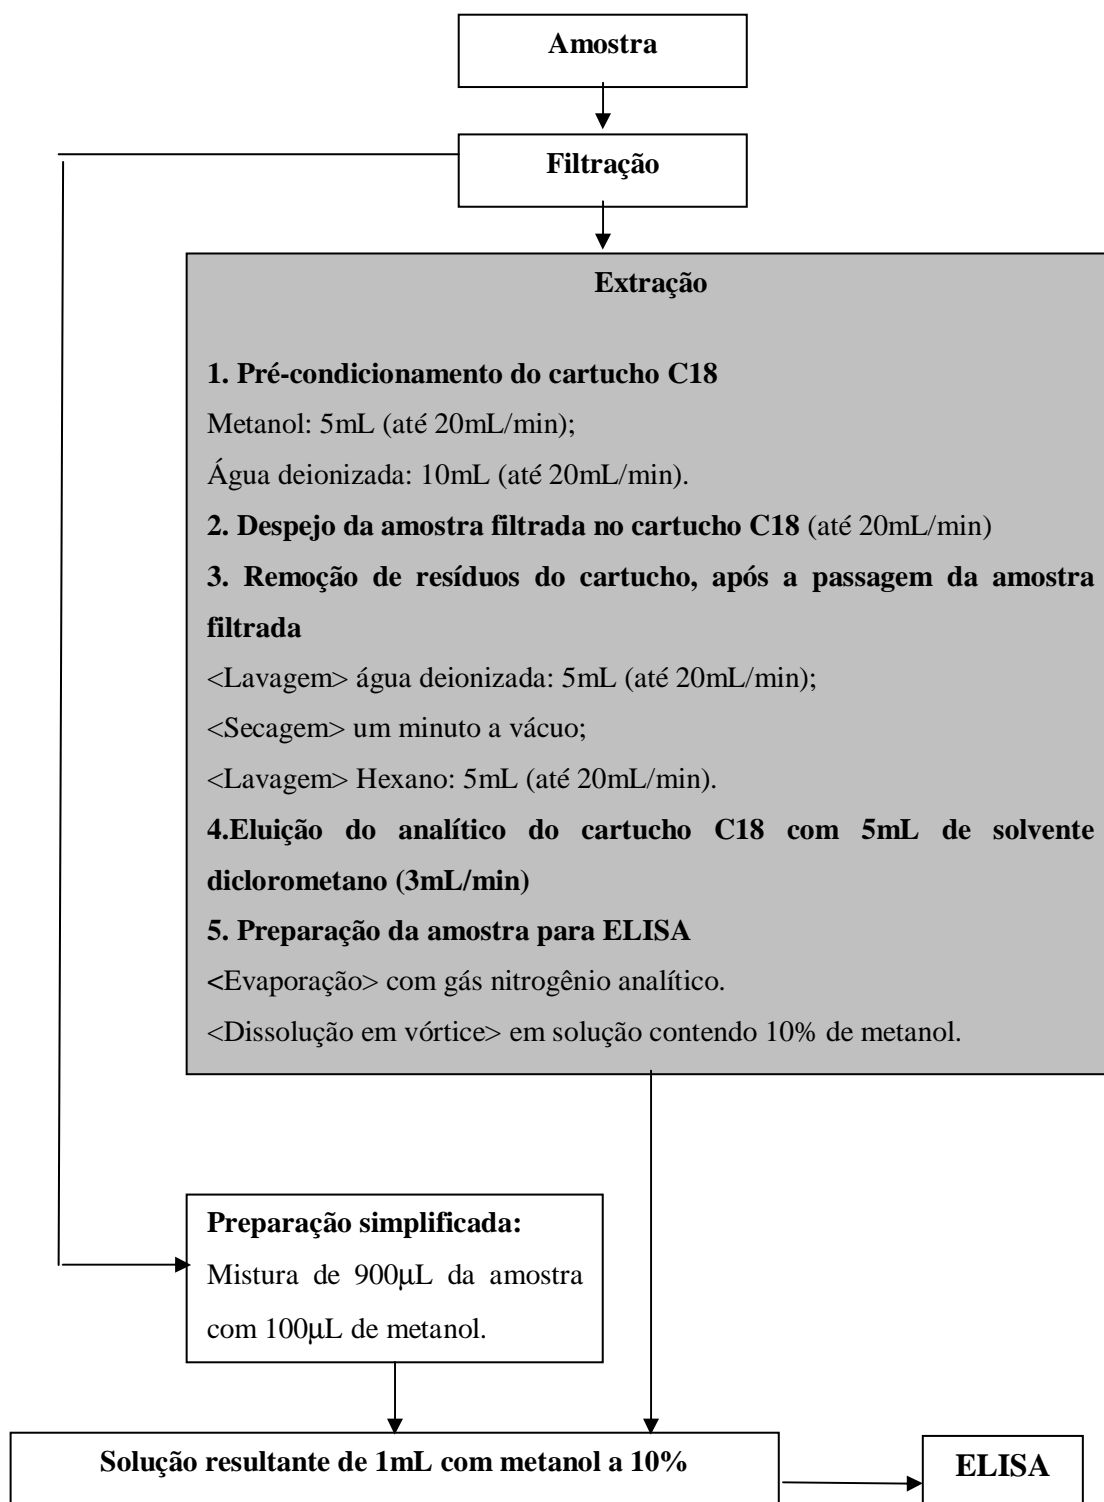 Amostra
Filtração
Extração
1. Pré-condicionamento do cartucho C18
Metanol: 5mL (até 20mL/min);
Água deionizada: 10mL (até 20mL/min).
2. Despejo da amostra filtrada no cartucho C18 (até 20mL/min)
3. Remoção de resíduos do cartucho, após a passagem da amostra
filtrada
<Lavagem> água deionizada: 5mL (até 20mL/min);
<Secagem> um minuto a vácuo;
<Lavagem> Hexano: 5mL (até 20mL/min).
4.Eluição do analítico do cartucho C18 com 5mL de solvente
diclorometano (3mL/min)
5. Preparação da amostra para ELISA
<Evaporação> com gás nitrogênio analítico.
<Dissolução em vórtice> em solução contendo 10% de metanol.
Preparação simplificada:
Mistura de 900μL da amostra
com 100μL de metanol.
Solução resultante de 1mL com metanol a 10%
ELISA